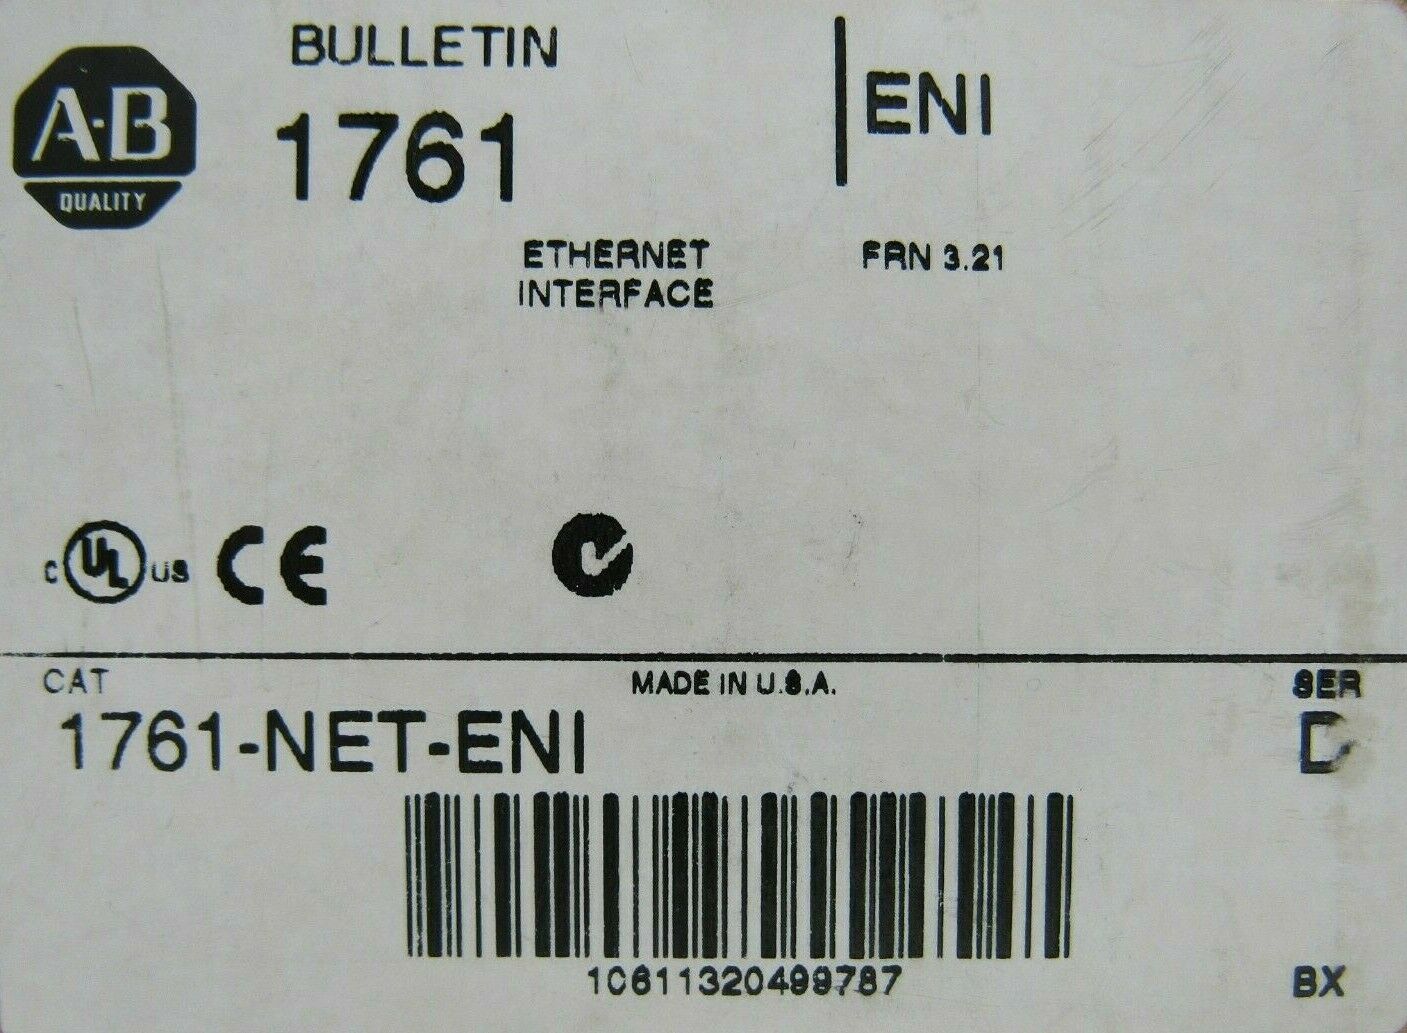 BULLETIN
1761
ENI
A-B
QUALITY
ETHERNET
INTERFACE
FRN 3.21
C UL US CE
CAT
MADE IN U.S.A.
SER
1761-NET-ENI
D
10611320499787
BX